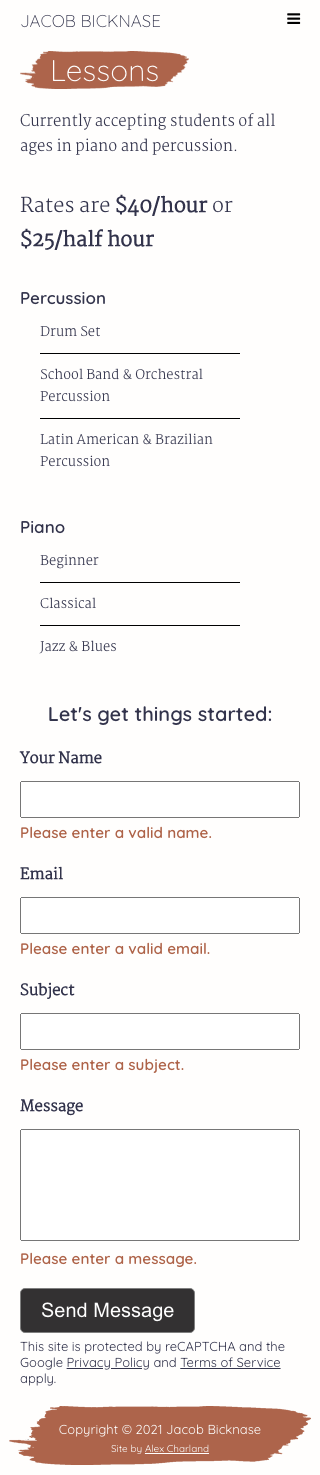 JACOB BICKNASE
Lessons
Currently accepting students of all
ages in piano and percussion.
Rates are $40/hour or
$25/half hour
Percussion
Drum Set
School Band & Orchestral
Percussion
Latin American & Brazilian
Percussion
Piano
Beginner
Classical
Jazz & Blues
Let's get things started:
Your Name
Please enter a valid name.
Email
Please enter a valid email.
Subject
Please enter a subject.
Message
Please enter a message.
Send Message
This site is protected by reCAPTCHA and the
Google Privacy Policy and Terms of Service
apply.
Copyright © 2021 Jacob Bicknase
Site by Alex Charland